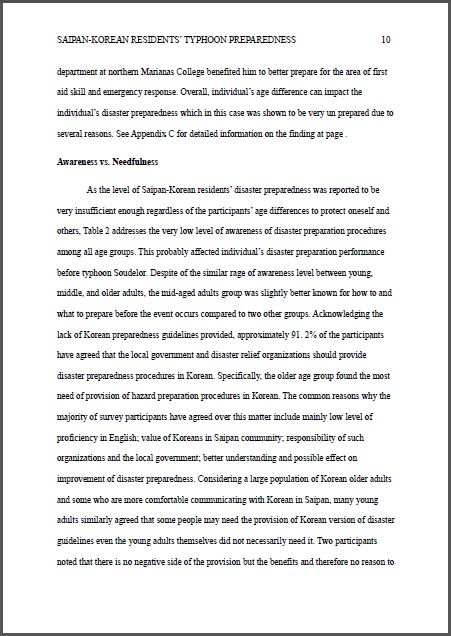 SAIPAN-KOREAN RESIDENTS' TYPHOON PREPAREDNESS 10
department at northern Marianas College benefited him to better prepare for the area of first
aid skill and emergency response. Overall, individual's age difference can impact the
individual's disaster preparedness which in this case was shown to be very un prepared due to
several reasons. See Appendix C for detailed information on the finding at page .
Awareness vs. Needfulness
As the level of Saipan-Korean residents' disaster preparedness was reported to be
very insufficient enough regardless of the participants' age differences to protect oneself and
others, Table 2 addresses the very low level of awareness of disaster preparation procedures
among all age groups. This probably affected individual's disaster preparation performance
before typhoon Soudelor. Despite of the similar rage of awareness level between young,
middle, and older adults, the mid-aged adults group was slightly better known for how to and
what to prepare before the event occurs compared to two other groups. Acknowledging the
lack of Korean preparedness guidelines provided, approximately 91. 2% of the participants
have agreed that the local government and disaster relief organizations should provide
disaster preparedness procedures in Korean. Specifically, the older age group found the most
need of provision of hazard preparation procedures in Korean. The common reasons why the
majority of survey participants have agreed over this matter include mainly low level of
proficiency in English; value of Koreans in Saipan community; responsibility of such
organizations and the local government; better understanding and possible effect on
improvement of disaster preparedness. Considering a large population of Korean older adults
and some who are more comfortable communicating with Korean in Saipan, many young
adults similarly agreed that some people may need the provision of Korean version of disaster
guidelines even the young adults themselves did not necessarily need it. Two participants
noted that there is no negative side of the provision but the benefits and therefore no reason to